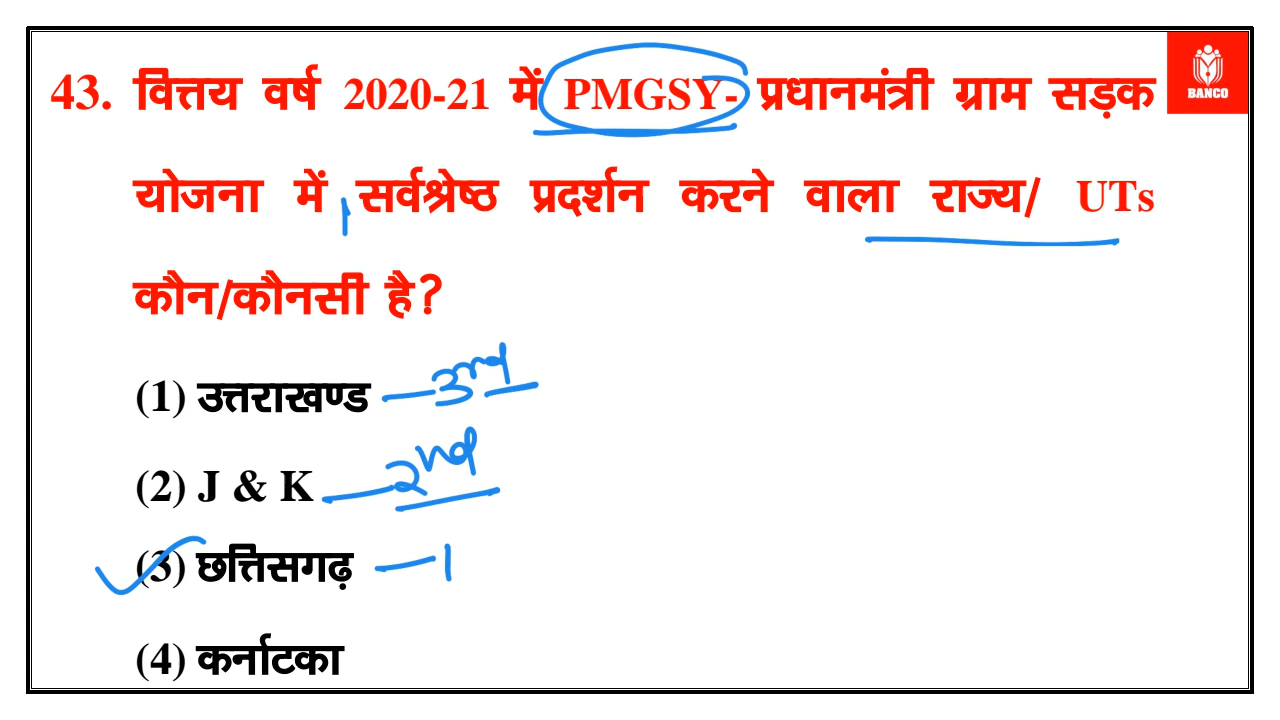 43. वित्तय वर्ष 2020-21 में PMGSY- प्रधानमंत्री ग्राम सड़क
BANCO
योजना में सर्वश्रेष्ठ प्रदर्शन करने वाला राज्य/ UTs
कौन/कौनसी है?
(1) उत्तराखण्ड - 3rd
(2) J & K - 2nd
(3) छत्तिसगढ़ - 1
(4) कर्नाटका